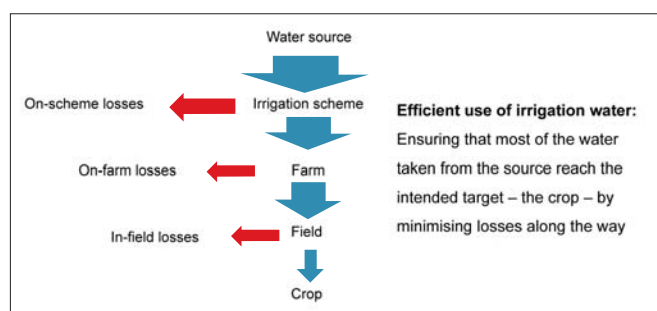 Water source
On-scheme losses
Irrigation scheme
On-farm losses
Farm
In-field losses
Field
Crop
Efficient use of irrigation water:
Ensuring that most of the water
taken from the source reach the
intended target – the crop – by
minimising losses along the way